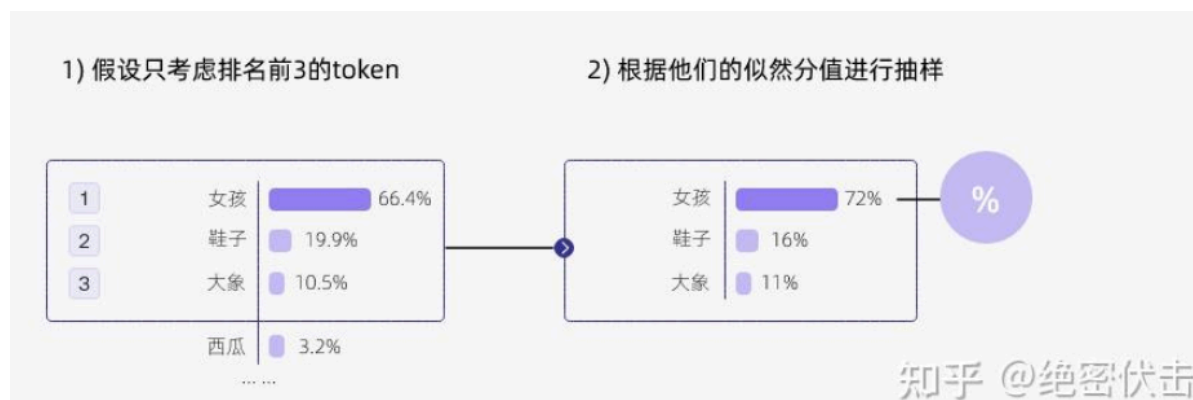 1) 假设只考虑排名前3的token
2) 根据他们的似然分值进行抽样
1 女孩 66.4%
2 鞋子 19.9%
3 大象 10.5%
西瓜 3.2%
... ...
女孩 72%
鞋子 16%
大象 11%
%
知乎 @绝密伏击